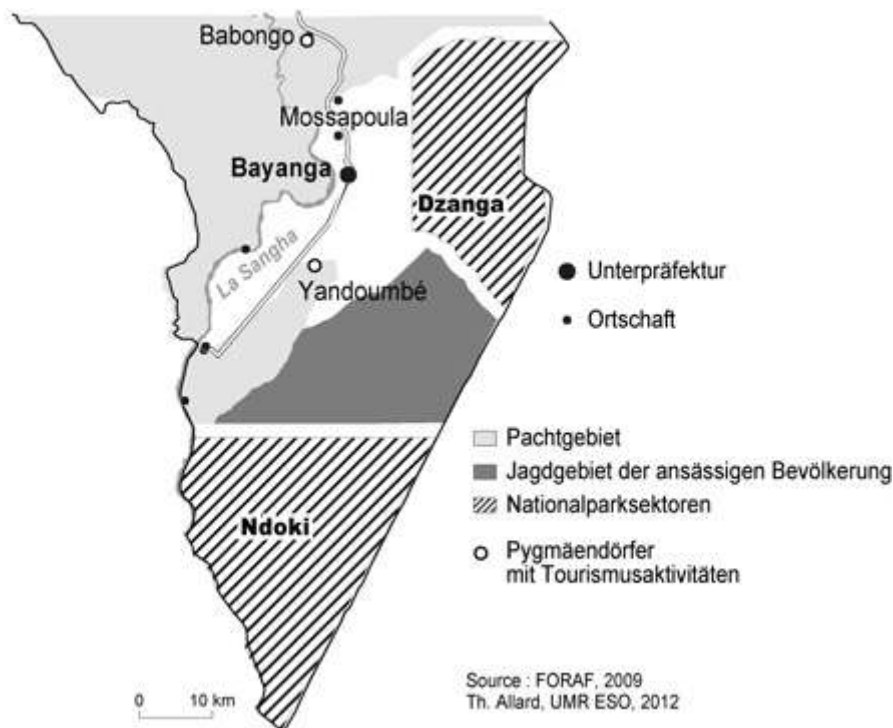 Babongo
Mossapoula
Bayanga
Dzanga
La Sangha
Yandoumbé
Unterpräfektur
Ortschaft
Pachtgebiet
Jagdgebiet der ansässigen Bevölkerung
Nationalparksektoren
Ndoki
Pygmäendörfer
mit Tourismusaktivitäten
0 10 km
Source : FORAF, 2009
Th. Allard, UMR ESO, 2012